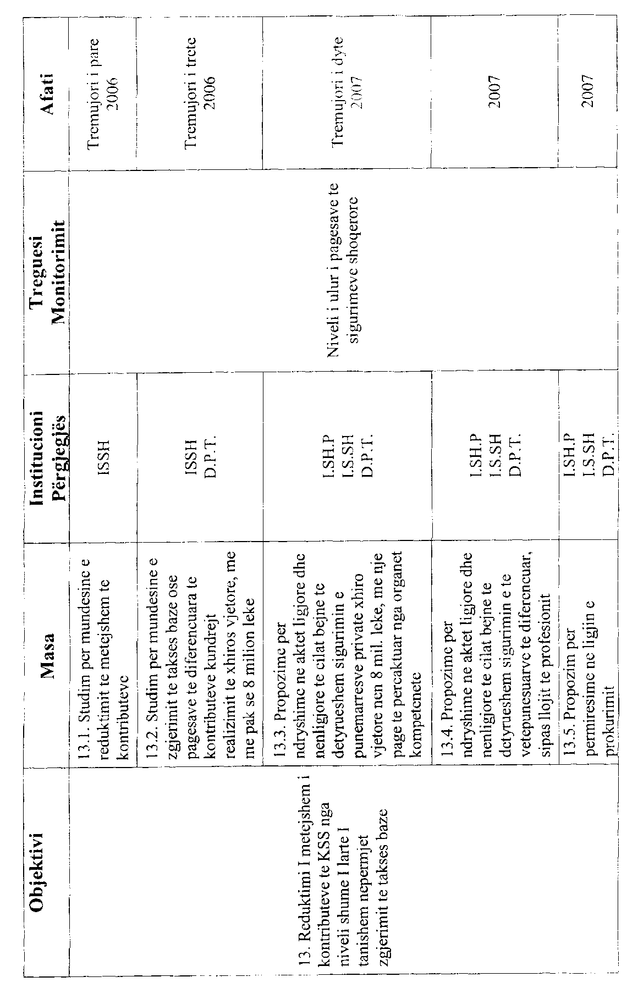 Objektivi
Masa
Institucioni
Përgjegjës
Treguesi
Monitorimit
Afati
13. Reduktimi I metejshem i
kontributeve te KSS nga
niveli shume I larte I
tanishem nepermjet
zgjerimit te takses baze
13.1. Studim per mundesine e
reduktimit te metejshem te
kontributeve
ISSH
Niveli i ulur i pagesave te
sigurimeve shoqerore
Tremujori i pare
2006
13.2. Studim per mundesine e
zgjerimit te takses baze ose
pagesave te diferencuara te
kontributeve kundrejt
realizimit te xhiros vjetore, me
me pak se 8 milion leke
ISSH
D.P.T.
Tremujori i trete
2006
13.3. Propozime per
ndryshime ne aktet ligjore dhe
nenligjore te cilat bejne te
detyrueshem sigurimin e
punemarresve private xhiro
vjetore nen 8 mil. leke, me nje
page te percaktuar nga organet
kompetenete
I.SH.P
I.S.SH
D.P.T.
Tremujori i dyte
2007
13.4. Propozime per
ndryshime ne aktet ligjore dhe
nenligjore te cilat bejne te
detyrueshem sigurimin e te
vetepunesuarve te diferencuar,
sipas llojit te profesionit
I.SH.P
I.S.SH
D.P.T.
2007
13.5. Propozim per
permiresime ne ligjin e
prokurimit
I.SH.P
I.S.SH
D.P.T.
2007